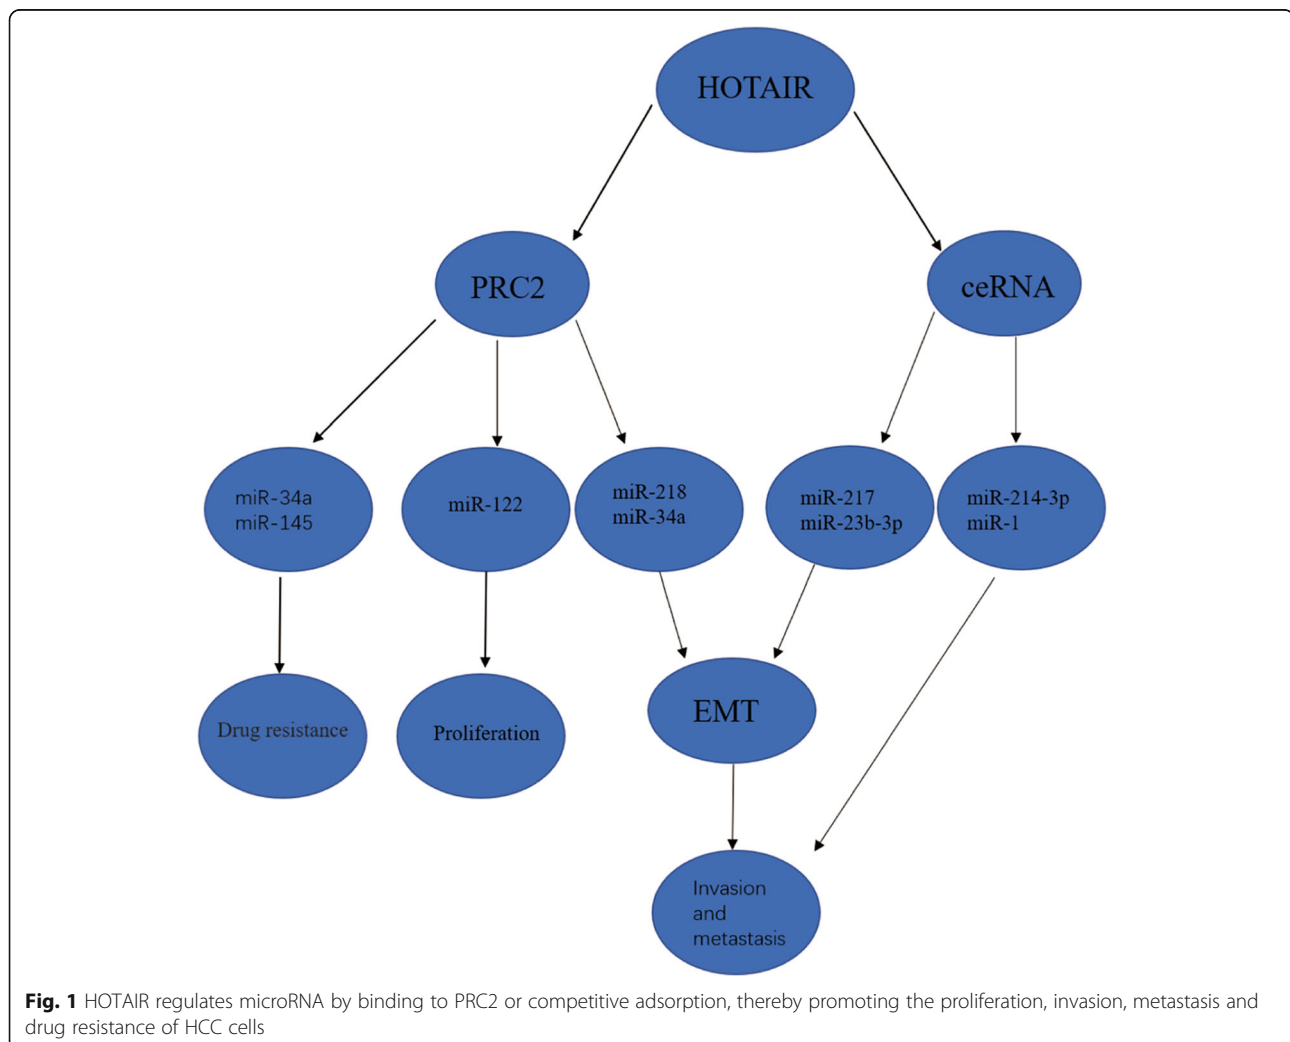 HOTAIR
PRC2
ceRNA
miR-34a
miR-145
miR-122
miR-218
miR-34a
miR-217
miR-23b-3p
miR-214-3p
miR-1
Drug resistance
Proliferation
EMT
Invasion
and
metastasis
Fig. 1 HOTAIR regulates microRNA by binding to PRC2 or competitive adsorption, thereby promoting the proliferation, invasion, metastasis and
drug resistance of HCC cells